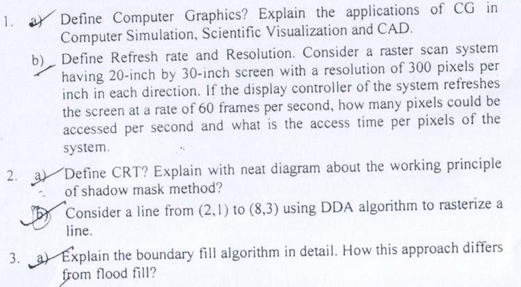 1. a) Define Computer Graphics? Explain the applications of CG in
Computer Simulation, Scientific Visualization and CAD.
b) Define Refresh rate and Resolution. Consider a raster scan system
having 20-inch by 30-inch screen with a resolution of 300 pixels per
inch in each direction. If the display controller of the system refreshes
the screen at a rate of 60 frames per second, how many pixels could be
accessed per second and what is the access time per pixels of the
system.
2. a) Define CRT? Explain with neat diagram about the working principle
of shadow mask method?
b) Consider a line from (2,1) to (8,3) using DDA algorithm to rasterize a
line.
3. a) Explain the boundary fill algorithm in detail. How this approach differs
from flood fill?